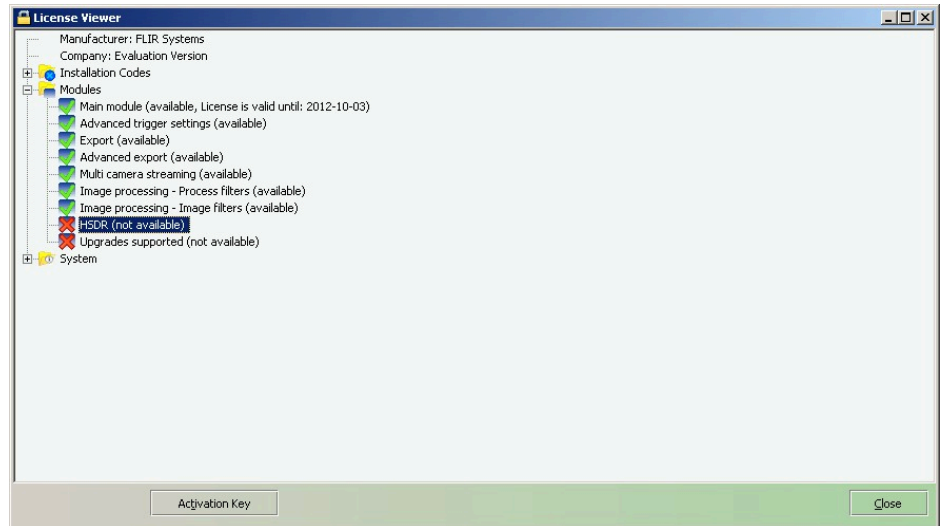 License Viewer
Manufacturer: FLIR Systems
Company: Evaluation Version
Installation Codes
Modules
Main module (available, License is valid until: 2012-10-03)
Advanced trigger settings (available)
Export (available)
Advanced export (available)
Multi camera streaming (available)
Image processing - Process filters (available)
Image processing - Image filters (available)
HSDR (not available)
Upgrades supported (not available)
System
Activation Key
Close